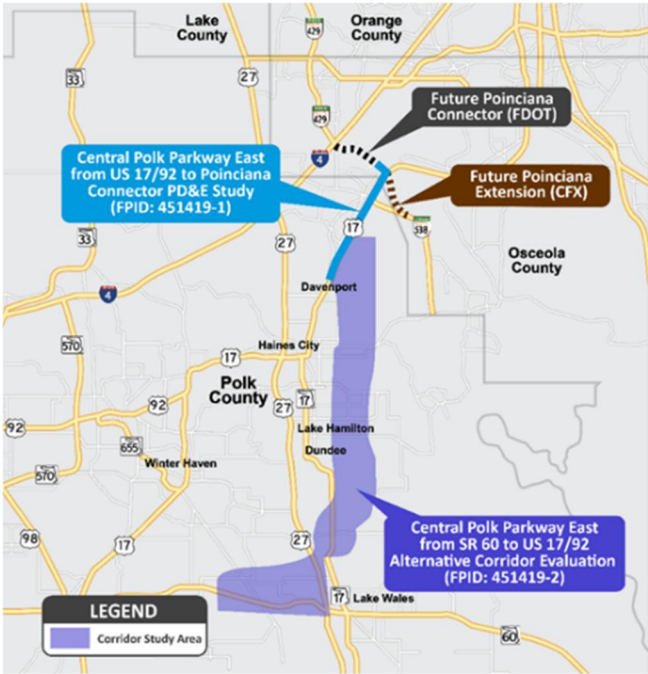 Lake
County
Orange
County
429
33
27
429
Future Poinciana
Connector (FDOT)
4
Central Polk Parkway East
from US 17/92 to Poinciana
Connector PD&E Study
(FPID: 451419-1)
Future Poinciana
Extension (CFX)
17
538
33
27
Osceola
County
4
Davenport
570
Haines City
17
Polk
County
92
27
17
92
Lake Hamilton
655
Dundee
Winter Haven
570
98
17
27
Central Polk Parkway East
from SR 60 to US 17/92
Alternative Corridor Evaluation
(FPID: 451419-2)
17
Lake Wales
60
LEGEND
Corridor Study Area